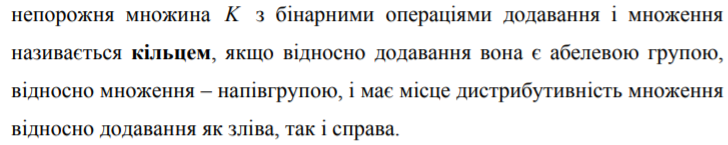 непорожня множина K з бінарними операціями додавання і множення
називається кільцем, якщо відносно додавання вона є абелевою групою,
відносно множення – напівгрупою, і має місце дистрибутивність множення
відносно додавання як зліва, так і справа.